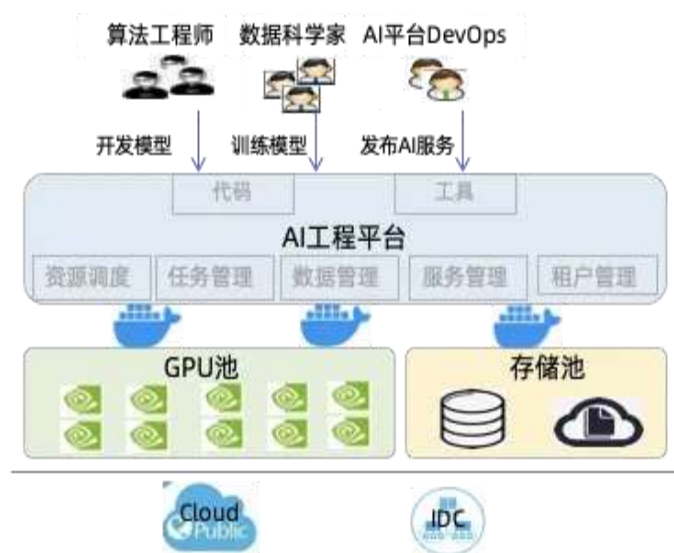 算法工程师 数据科学家 AI平台DevOps
开发模型 训练模型 发布AI服务
代码 工具
AI工程平台
资源调度 任务管理 数据管理 服务管理 租户管理
GPU池 存储池
Cloud IDC
Public